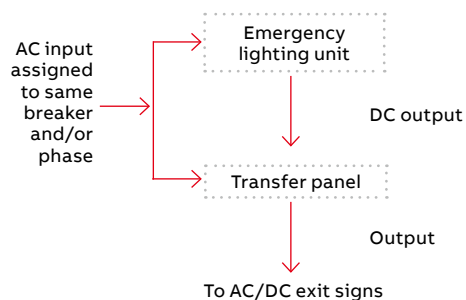 Emergency
lighting unit
AC input
assigned
to same
breaker
and/or
phase
DC output
Transfer panel
Output
To AC/DC exit signs